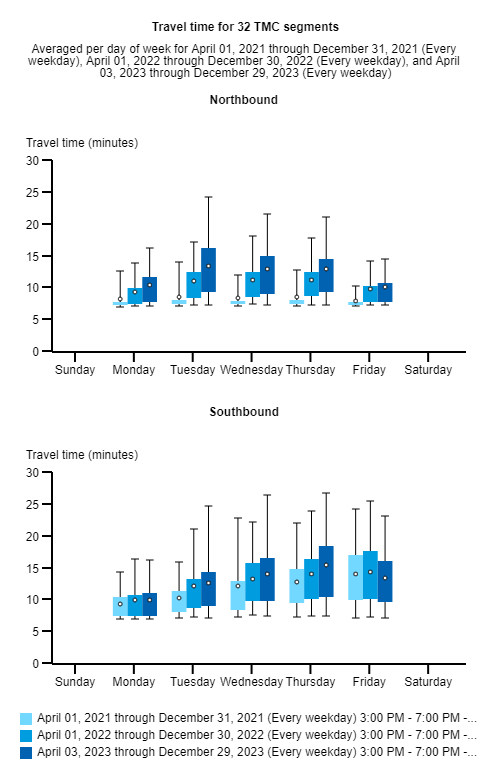 Travel time for 32 TMC segments
Averaged per day of week for April 01, 2021 through December 31, 2021 (Every
weekday), April 01, 2022 through December 30, 2022 (Every weekday), and April
03, 2023 through December 29, 2023 (Every weekday)
Northbound
Travel time (minutes)
30
25
20
15
10
5
0
Sunday Monday Tuesday Wednesday Thursday Friday Saturday
Southbound
Travel time (minutes)
30
25
20
15
10
5
0
Sunday Monday Tuesday Wednesday Thursday Friday Saturday
April 01, 2021 through December 31, 2021 (Every weekday) 3:00 PM - 7:00 PM -...
April 01, 2022 through December 30, 2022 (Every weekday) 3:00 PM - 7:00 PM -...
April 03, 2023 through December 29, 2023 (Every weekday) 3:00 PM - 7:00 PM -...